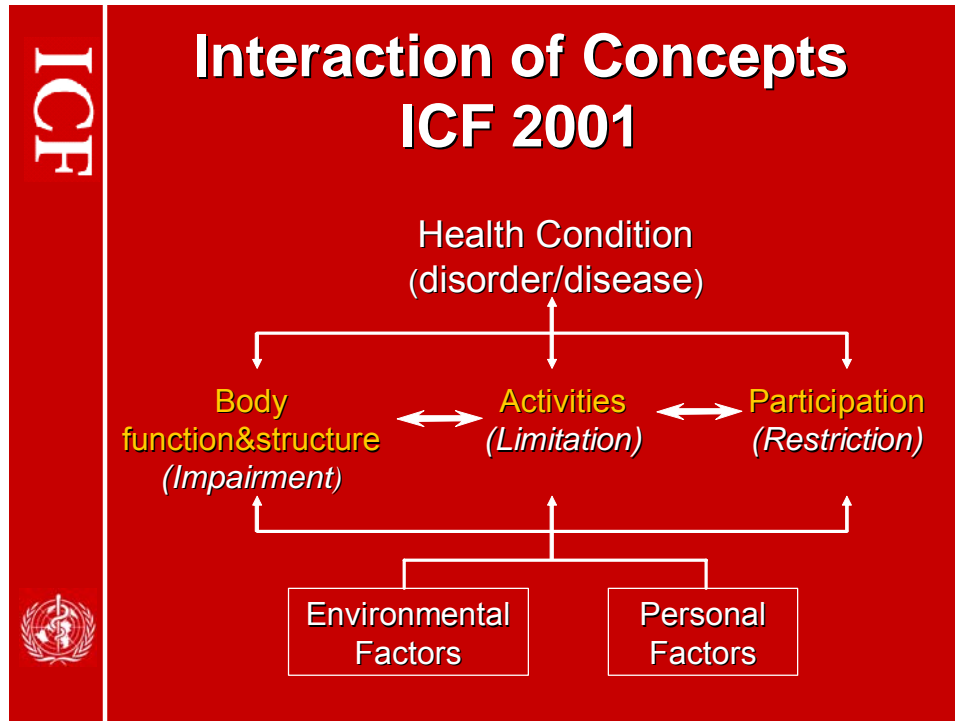 ICF
Interaction of Concepts
ICF 2001
Health Condition
(disorder/disease)
Body
function&structure
(Impairment)
Activities
(Limitation)
Participation
(Restriction)
Environmental
Factors
Personal
Factors